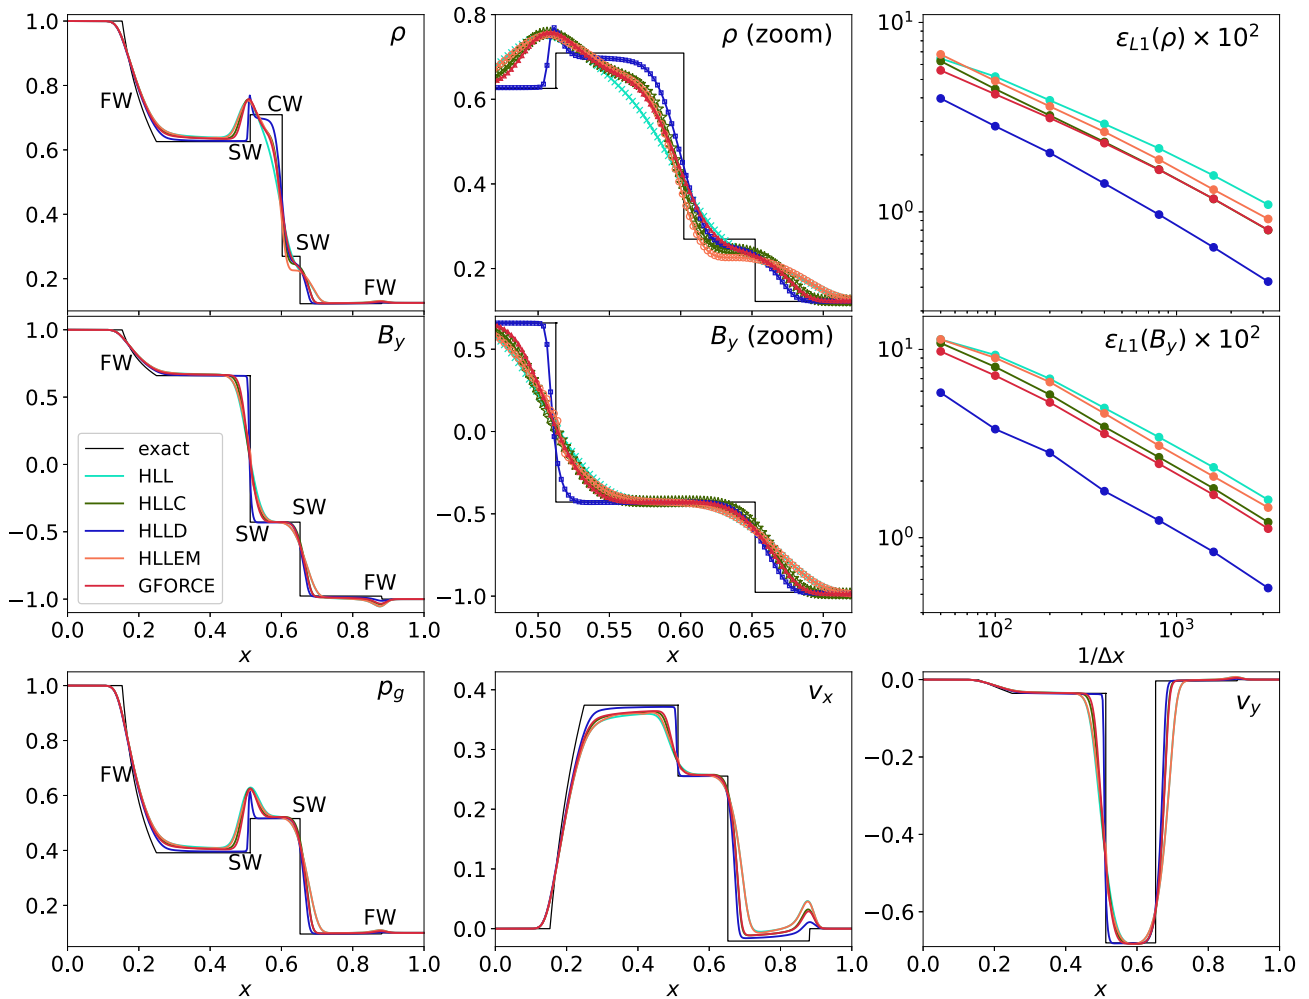 1.0
0.8
0.6
0.4
0.2
ρ
FW
CW
SW
SW
FW
0.8
0.6
0.4
0.2
ρ (zoom)
10¹
10⁰
ε_{L1}(ρ) × 10²
1.0
0.5
0.0
−0.5
−1.0
B_y
FW
SW
SW
FW
exact
HLL
HLLC
HLLD
HLLEM
GFORCE
0.0 0.2 0.4 0.6 0.8 1.0
x
0.5
0.0
−0.5
−1.0
B_y (zoom)
0.50 0.55 0.60 0.65 0.70
x
10¹
10⁰
ε_{L1}(B_y) × 10²
10² 10³
1/Δx
1.0
0.8
0.6
0.4
0.2
p_g
FW
SW
SW
FW
0.0 0.2 0.4 0.6 0.8 1.0
x
0.4
0.3
0.2
0.1
0.0
v_x
0.0 0.2 0.4 0.6 0.8 1.0
x
0.0
−0.2
−0.4
−0.6
v_y
0.0 0.2 0.4 0.6 0.8 1.0
x